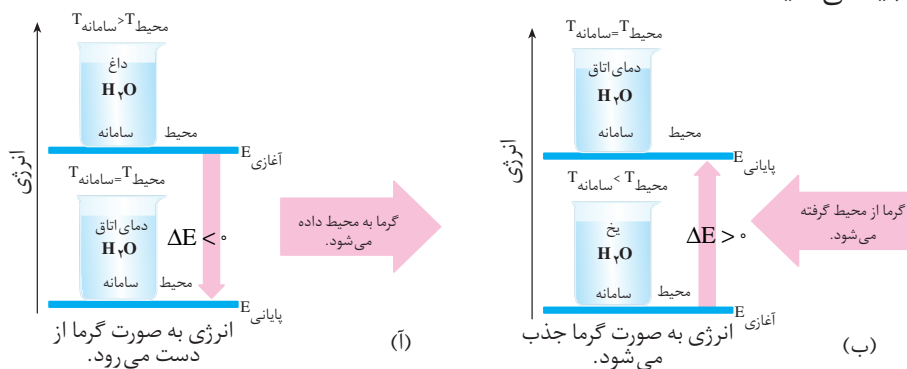 T محیط < T سامانه
داغ
H۲O
سامانه
محیط
E آغازی
انرژی
T محیط = T سامانه
دمای اتاق
H۲O
سامانه
محیط
ΔE < ۰
E پایانی
گرما به محیط داده
می‌شود.
انرژی به صورت گرما از
دست می‌رود.
(آ)
T محیط = T سامانه
دمای اتاق
H۲O
سامانه
محیط
E پایانی
انرژی
T محیط > T سامانه
یخ
H۲O
سامانه
محیط
ΔE > ۰
E آغازی
گرما از محیط گرفته
می‌شود.
انرژی به صورت گرما جذب
می‌شود.
(ب)